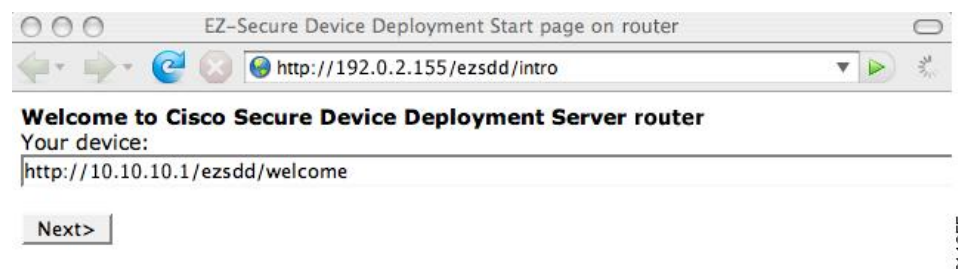 EZ-Secure Device Deployment Start page on router
http://192.0.2.155/ezsdd/intro
Welcome to Cisco Secure Device Deployment Server router
Your device:
http://10.10.10.1/ezsdd/welcome
Next>